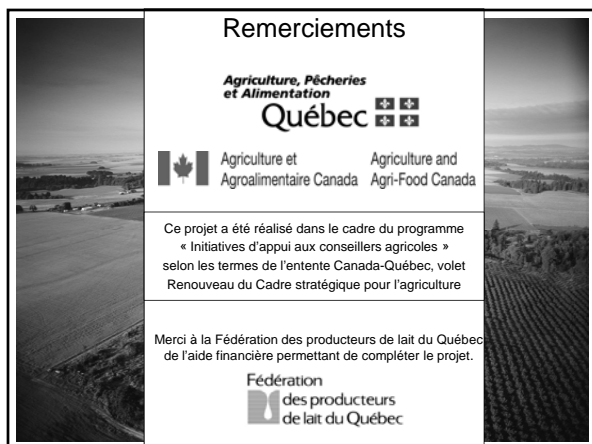 Remerciements
Agriculture, Pêcheries
et Alimentation
Québec
Agriculture et
Agroalimentaire Canada
Agriculture and
Agri-Food Canada
Ce projet a été réalisé dans le cadre du programme
« Initiatives d'appui aux conseillers agricoles »
selon les termes de l'entente Canada-Québec, volet
Renouveau du Cadre stratégique pour l'agriculture
Merci à la Fédération des producteurs de lait du Québec
de l'aide financière permettant de compléter le projet.
Fédération
des producteurs
de lait du Québec